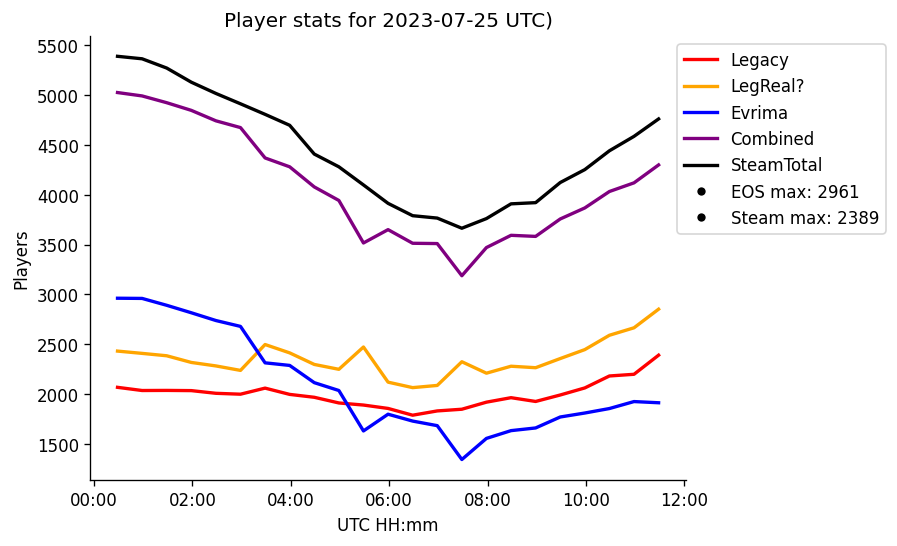 Player stats for 2023-07-25 UTC)
5500
5000
4500
4000
3500
3000
2500
2000
1500
Players
00:00 02:00 04:00 06:00 08:00 10:00 12:00
UTC HH:mm
Legacy
LegReal?
Evrima
Combined
SteamTotal
EOS max: 2961
Steam max: 2389